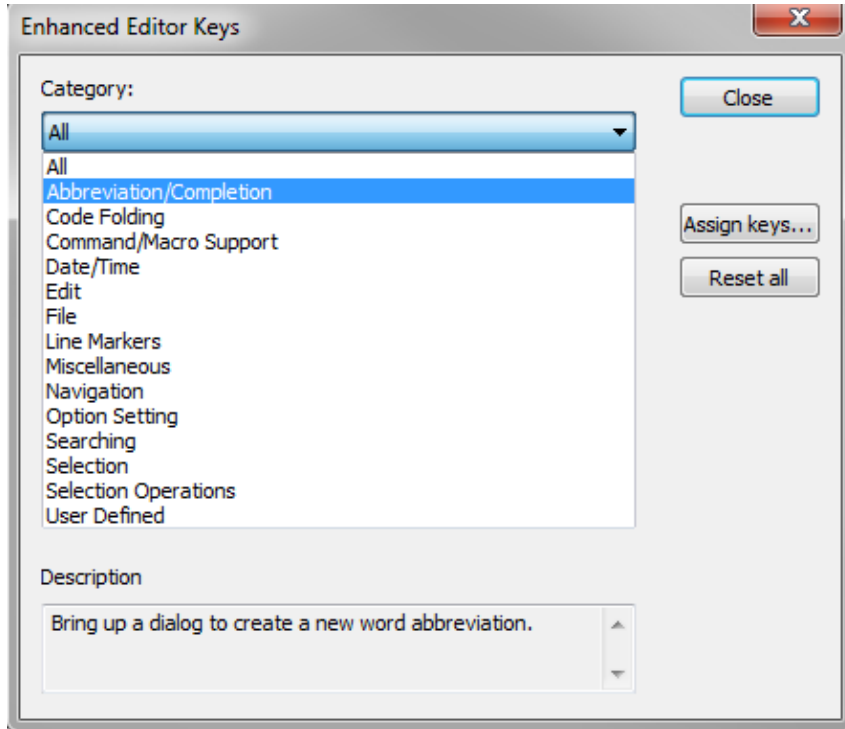 Enhanced Editor Keys
Category:
Close
All
All
Abbreviation/Completion
Code Folding
Command/Macro Support
Date/Time
Edit
File
Line Markers
Miscellaneous
Navigation
Option Setting
Searching
Selection
Selection Operations
User Defined
Assign keys...
Reset all
Description
Bring up a dialog to create a new word abbreviation.